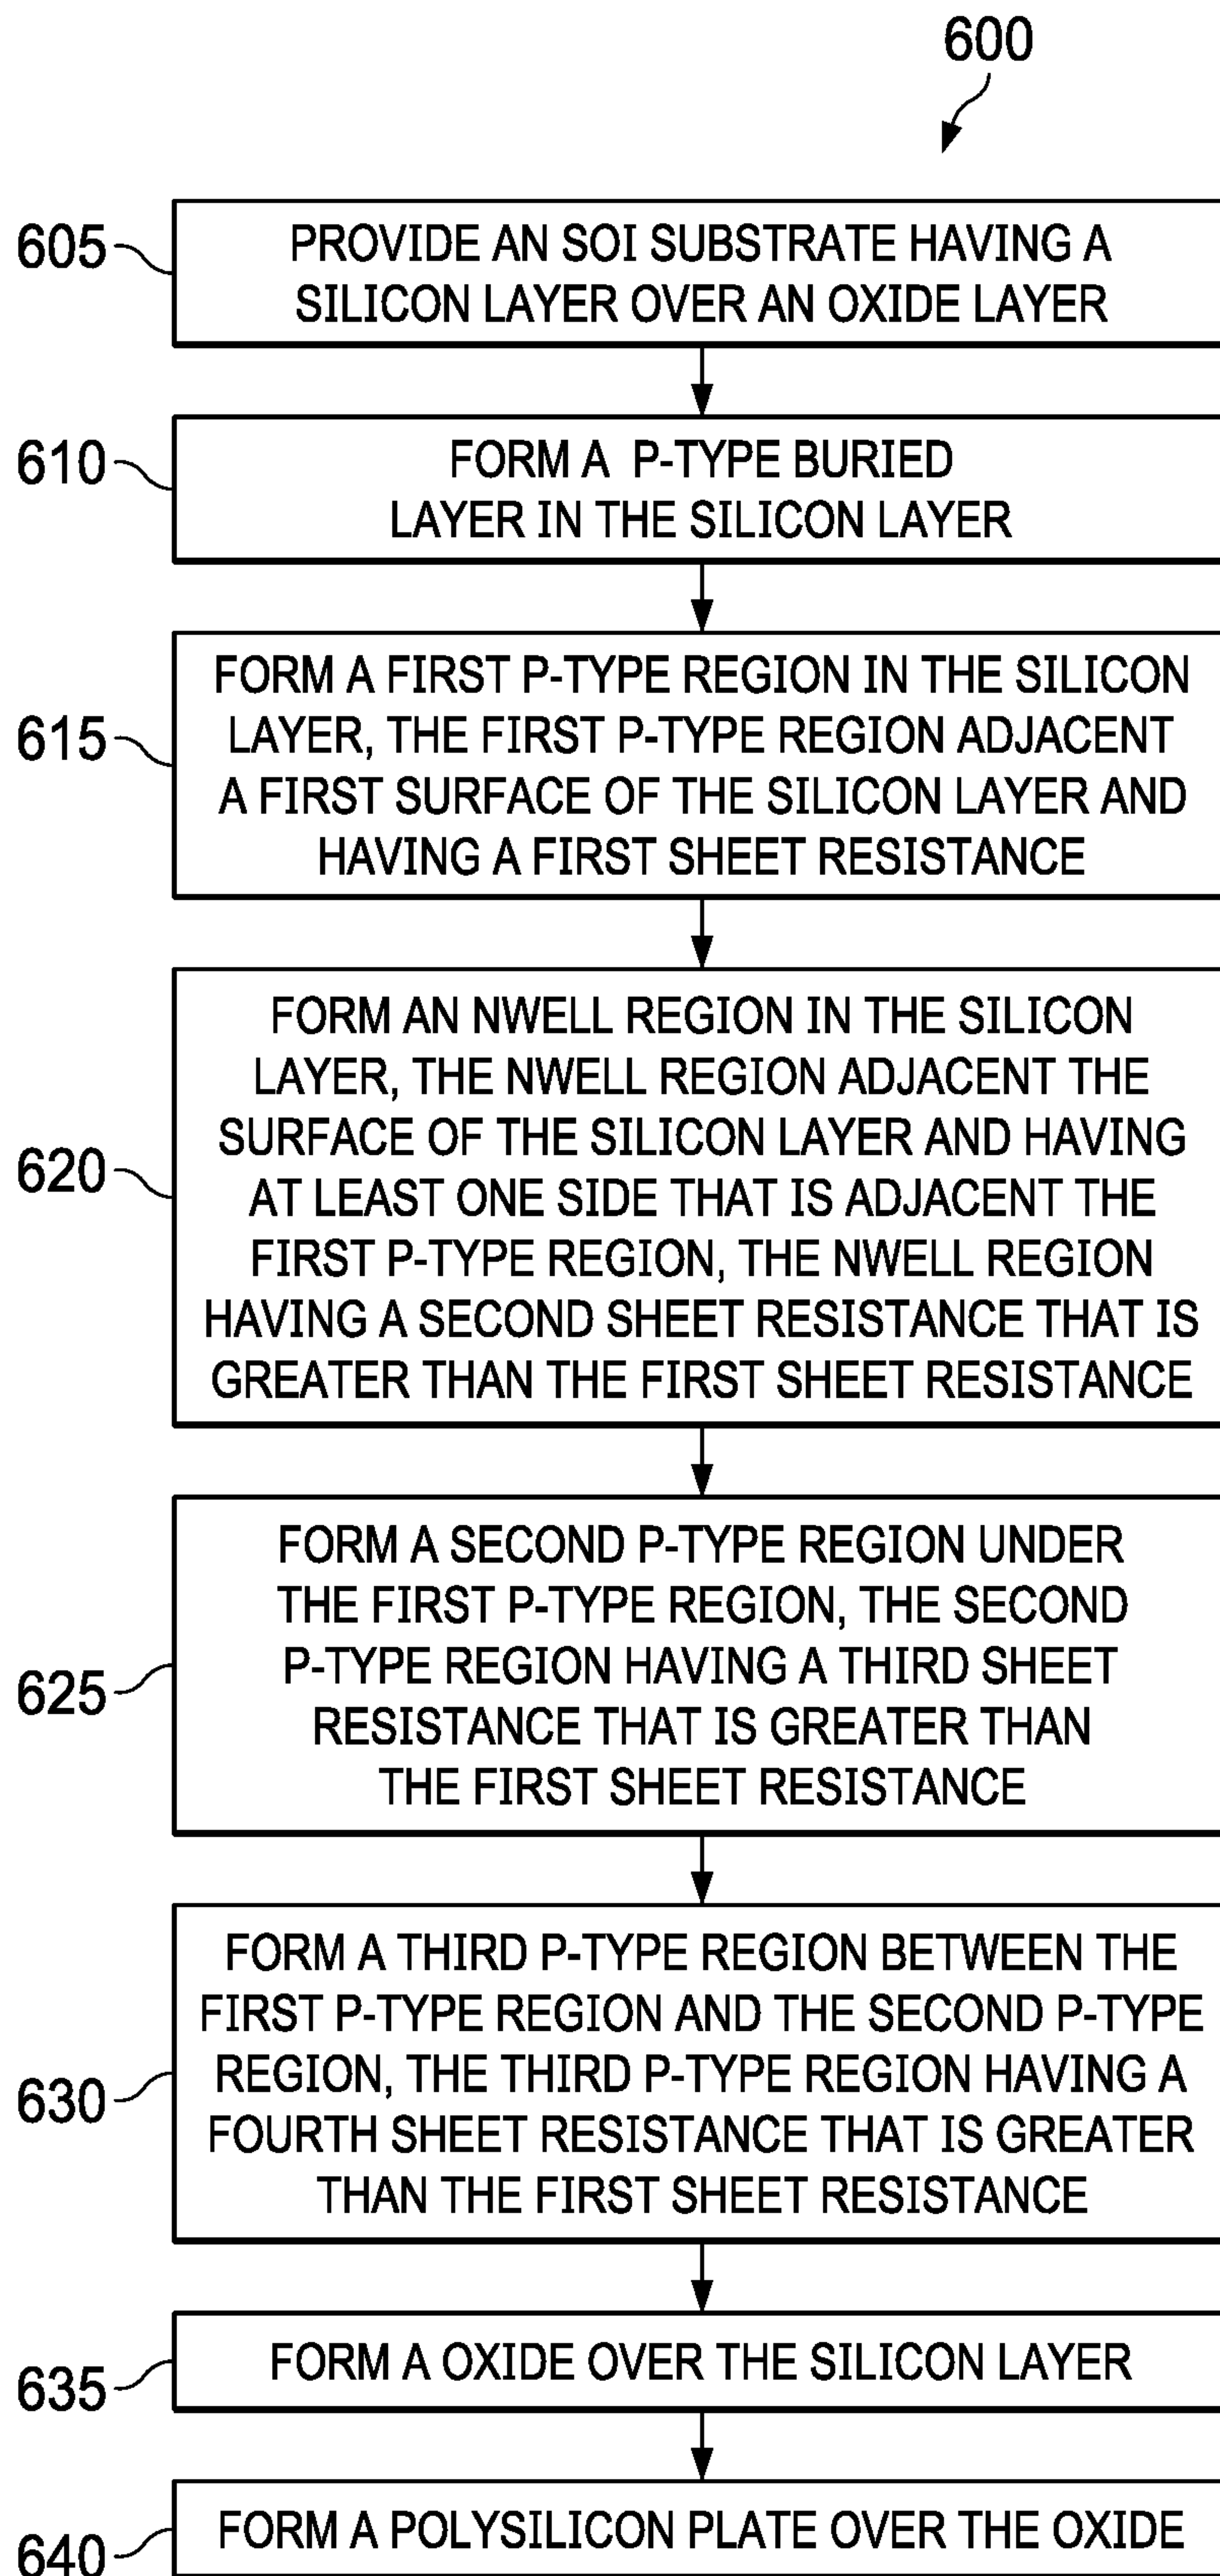 600
605
PROVIDE AN SOI SUBSTRATE HAVING A
SILICON LAYER OVER AN OXIDE LAYER
610
FORM A P-TYPE BURIED
LAYER IN THE SILICON LAYER
615
FORM A FIRST P-TYPE REGION IN THE SILICON
LAYER, THE FIRST P-TYPE REGION ADJACENT
A FIRST SURFACE OF THE SILICON LAYER AND
HAVING A FIRST SHEET RESISTANCE
620
FORM AN NWELL REGION IN THE SILICON
LAYER, THE NWELL REGION ADJACENT THE
SURFACE OF THE SILICON LAYER AND HAVING
AT LEAST ONE SIDE THAT IS ADJACENT THE
FIRST P-TYPE REGION, THE NWELL REGION
HAVING A SECOND SHEET RESISTANCE THAT IS
GREATER THAN THE FIRST SHEET RESISTANCE
625
FORM A SECOND P-TYPE REGION UNDER
THE FIRST P-TYPE REGION, THE SECOND
P-TYPE REGION HAVING A THIRD SHEET
RESISTANCE THAT IS GREATER THAN
THE FIRST SHEET RESISTANCE
630
FORM A THIRD P-TYPE REGION BETWEEN THE
FIRST P-TYPE REGION AND THE SECOND P-TYPE
REGION, THE THIRD P-TYPE REGION HAVING A
FOURTH SHEET RESISTANCE THAT IS GREATER
THAN THE FIRST SHEET RESISTANCE
635
FORM A OXIDE OVER THE SILICON LAYER
640
FORM A POLYSILICON PLATE OVER THE OXIDE